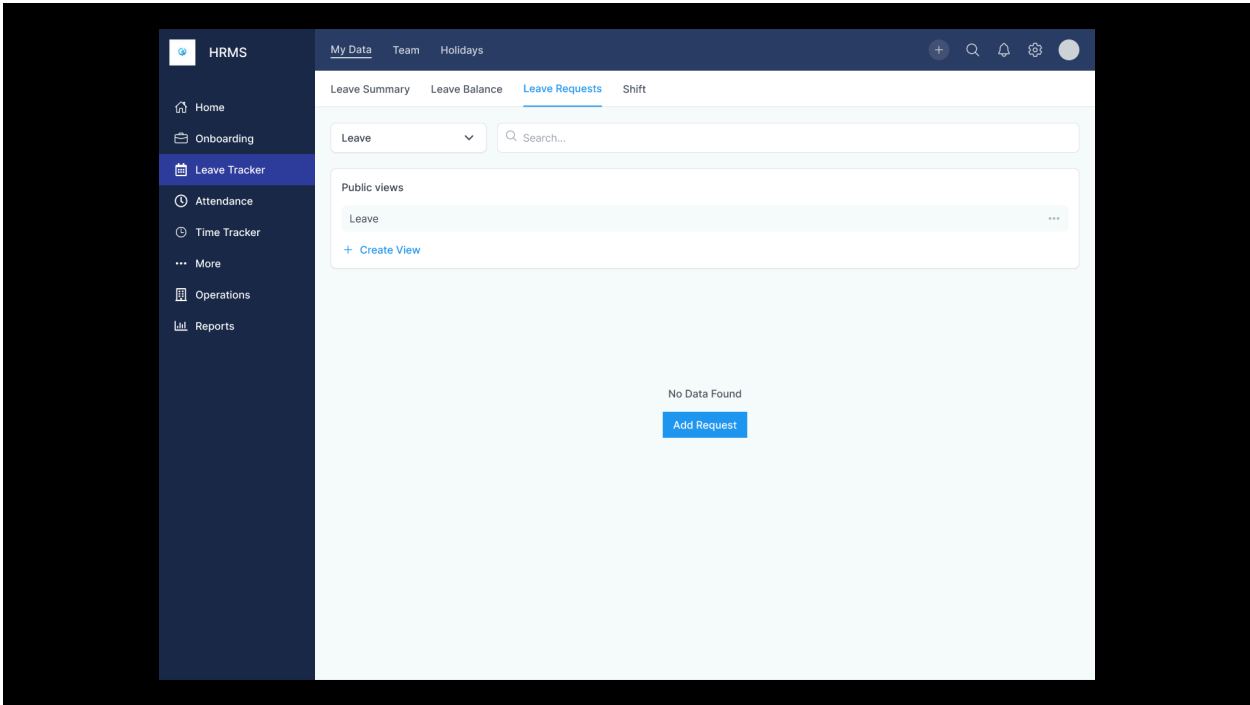 HRMS
My Data Team Holidays
Leave Summary Leave Balance Leave Requests Shift
Home
Onboarding
Leave Tracker
Attendance
Time Tracker
More
Operations
Reports
Leave
Search...
Public views
Leave
+ Create View
No Data Found
Add Request